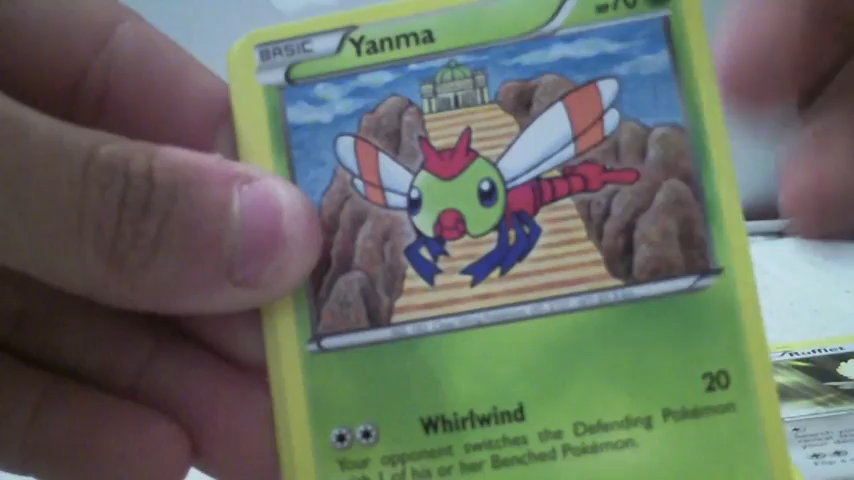 BASIC Yanma HP70
Whirlwind 20
Your opponent switches the Defending Pokémon
with 1 of his or her Benched Pokémon.
Rufflet